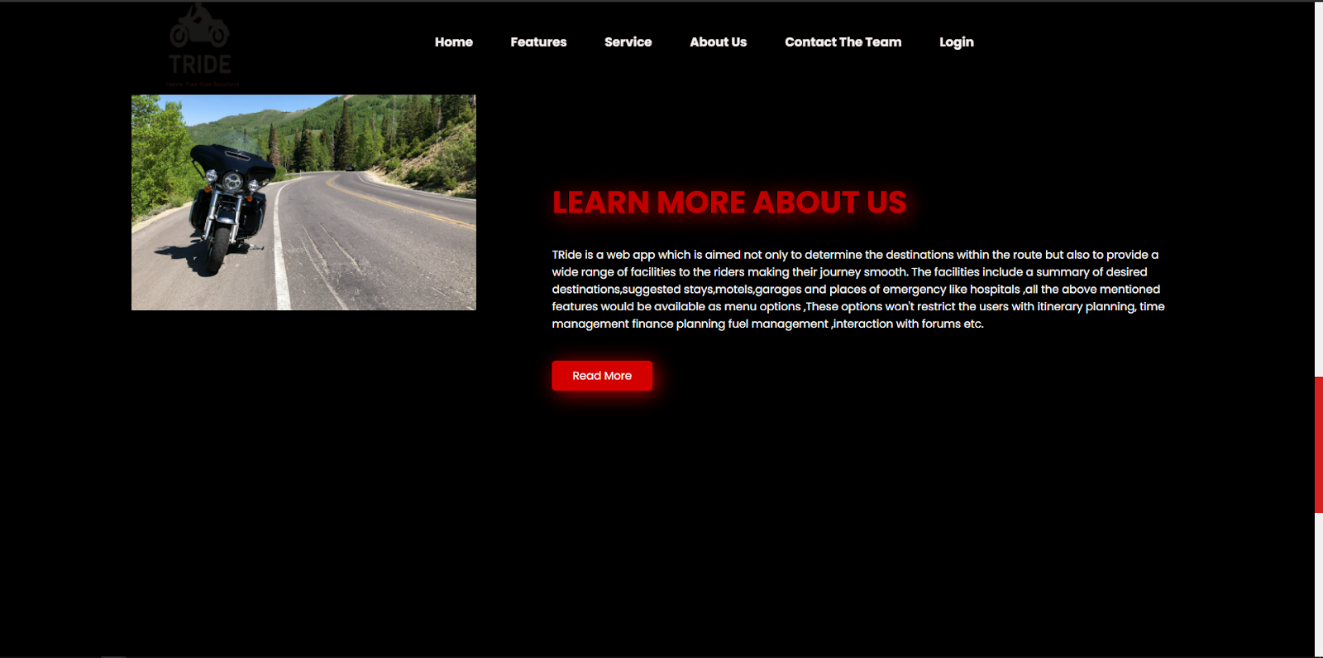 TRIDE
Home Features Service About Us Contact The Team Login
LEARN MORE ABOUT US
TRide is a web app which is aimed not only to determine the destinations within the route but also to provide a
wide range of facilities to the riders making their journey smooth. The facilities include a summary of desired
destinations,suggested stays,motels,garages and places of emergency like hospitals ,all the above mentioned
features would be available as menu options ,These options won't restrict the users with itinerary planning, time
management finance planning fuel management ,interaction with forums etc.
Read More